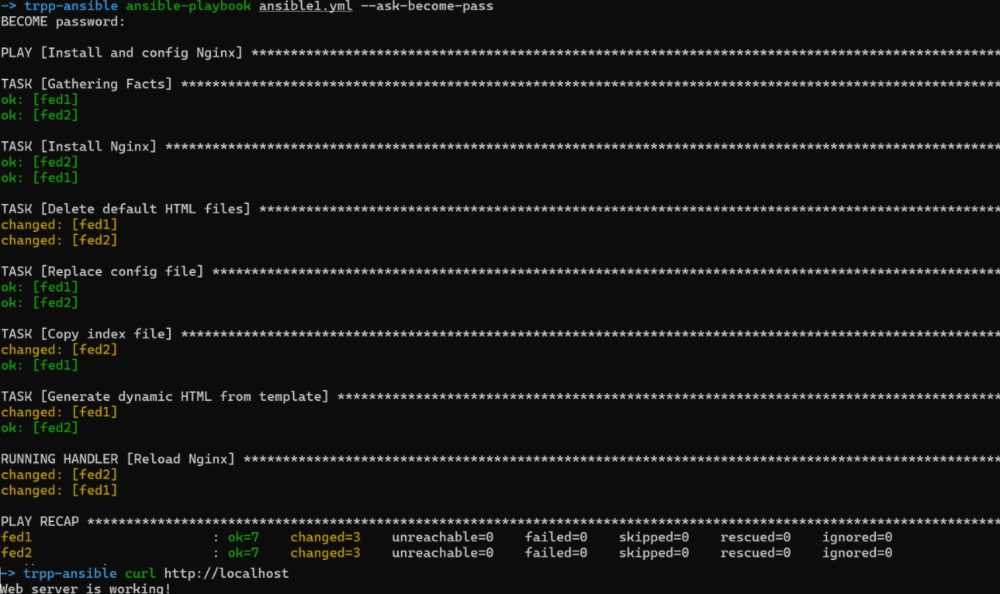 -> trpp-ansible ansible-playbook ansible1.yml --ask-become-pass
BECOME password:
PLAY [Install and config Nginx] ***********************************************************************************************
TASK [Gathering Facts] ********************************************************************************************************
ok: [fed1]
ok: [fed2]
TASK [Install Nginx] **********************************************************************************************************
ok: [fed2]
ok: [fed1]
TASK [Delete default HTML files] **********************************************************************************************
changed: [fed1]
changed: [fed2]
TASK [Replace config file] ****************************************************************************************************
ok: [fed1]
ok: [fed2]
TASK [Copy index file] ********************************************************************************************************
changed: [fed2]
ok: [fed1]
TASK [Generate dynamic HTML from template] ************************************************************************************
changed: [fed1]
ok: [fed2]
RUNNING HANDLER [Reload Nginx] ************************************************************************************************
changed: [fed2]
changed: [fed1]
PLAY RECAP ********************************************************************************************************************
fed1 : ok=7 changed=3 unreachable=0 failed=0 skipped=0 rescued=0 ignored=0
fed2 : ok=7 changed=3 unreachable=0 failed=0 skipped=0 rescued=0 ignored=0
-> trpp-ansible curl http://localhost
Web server is working!